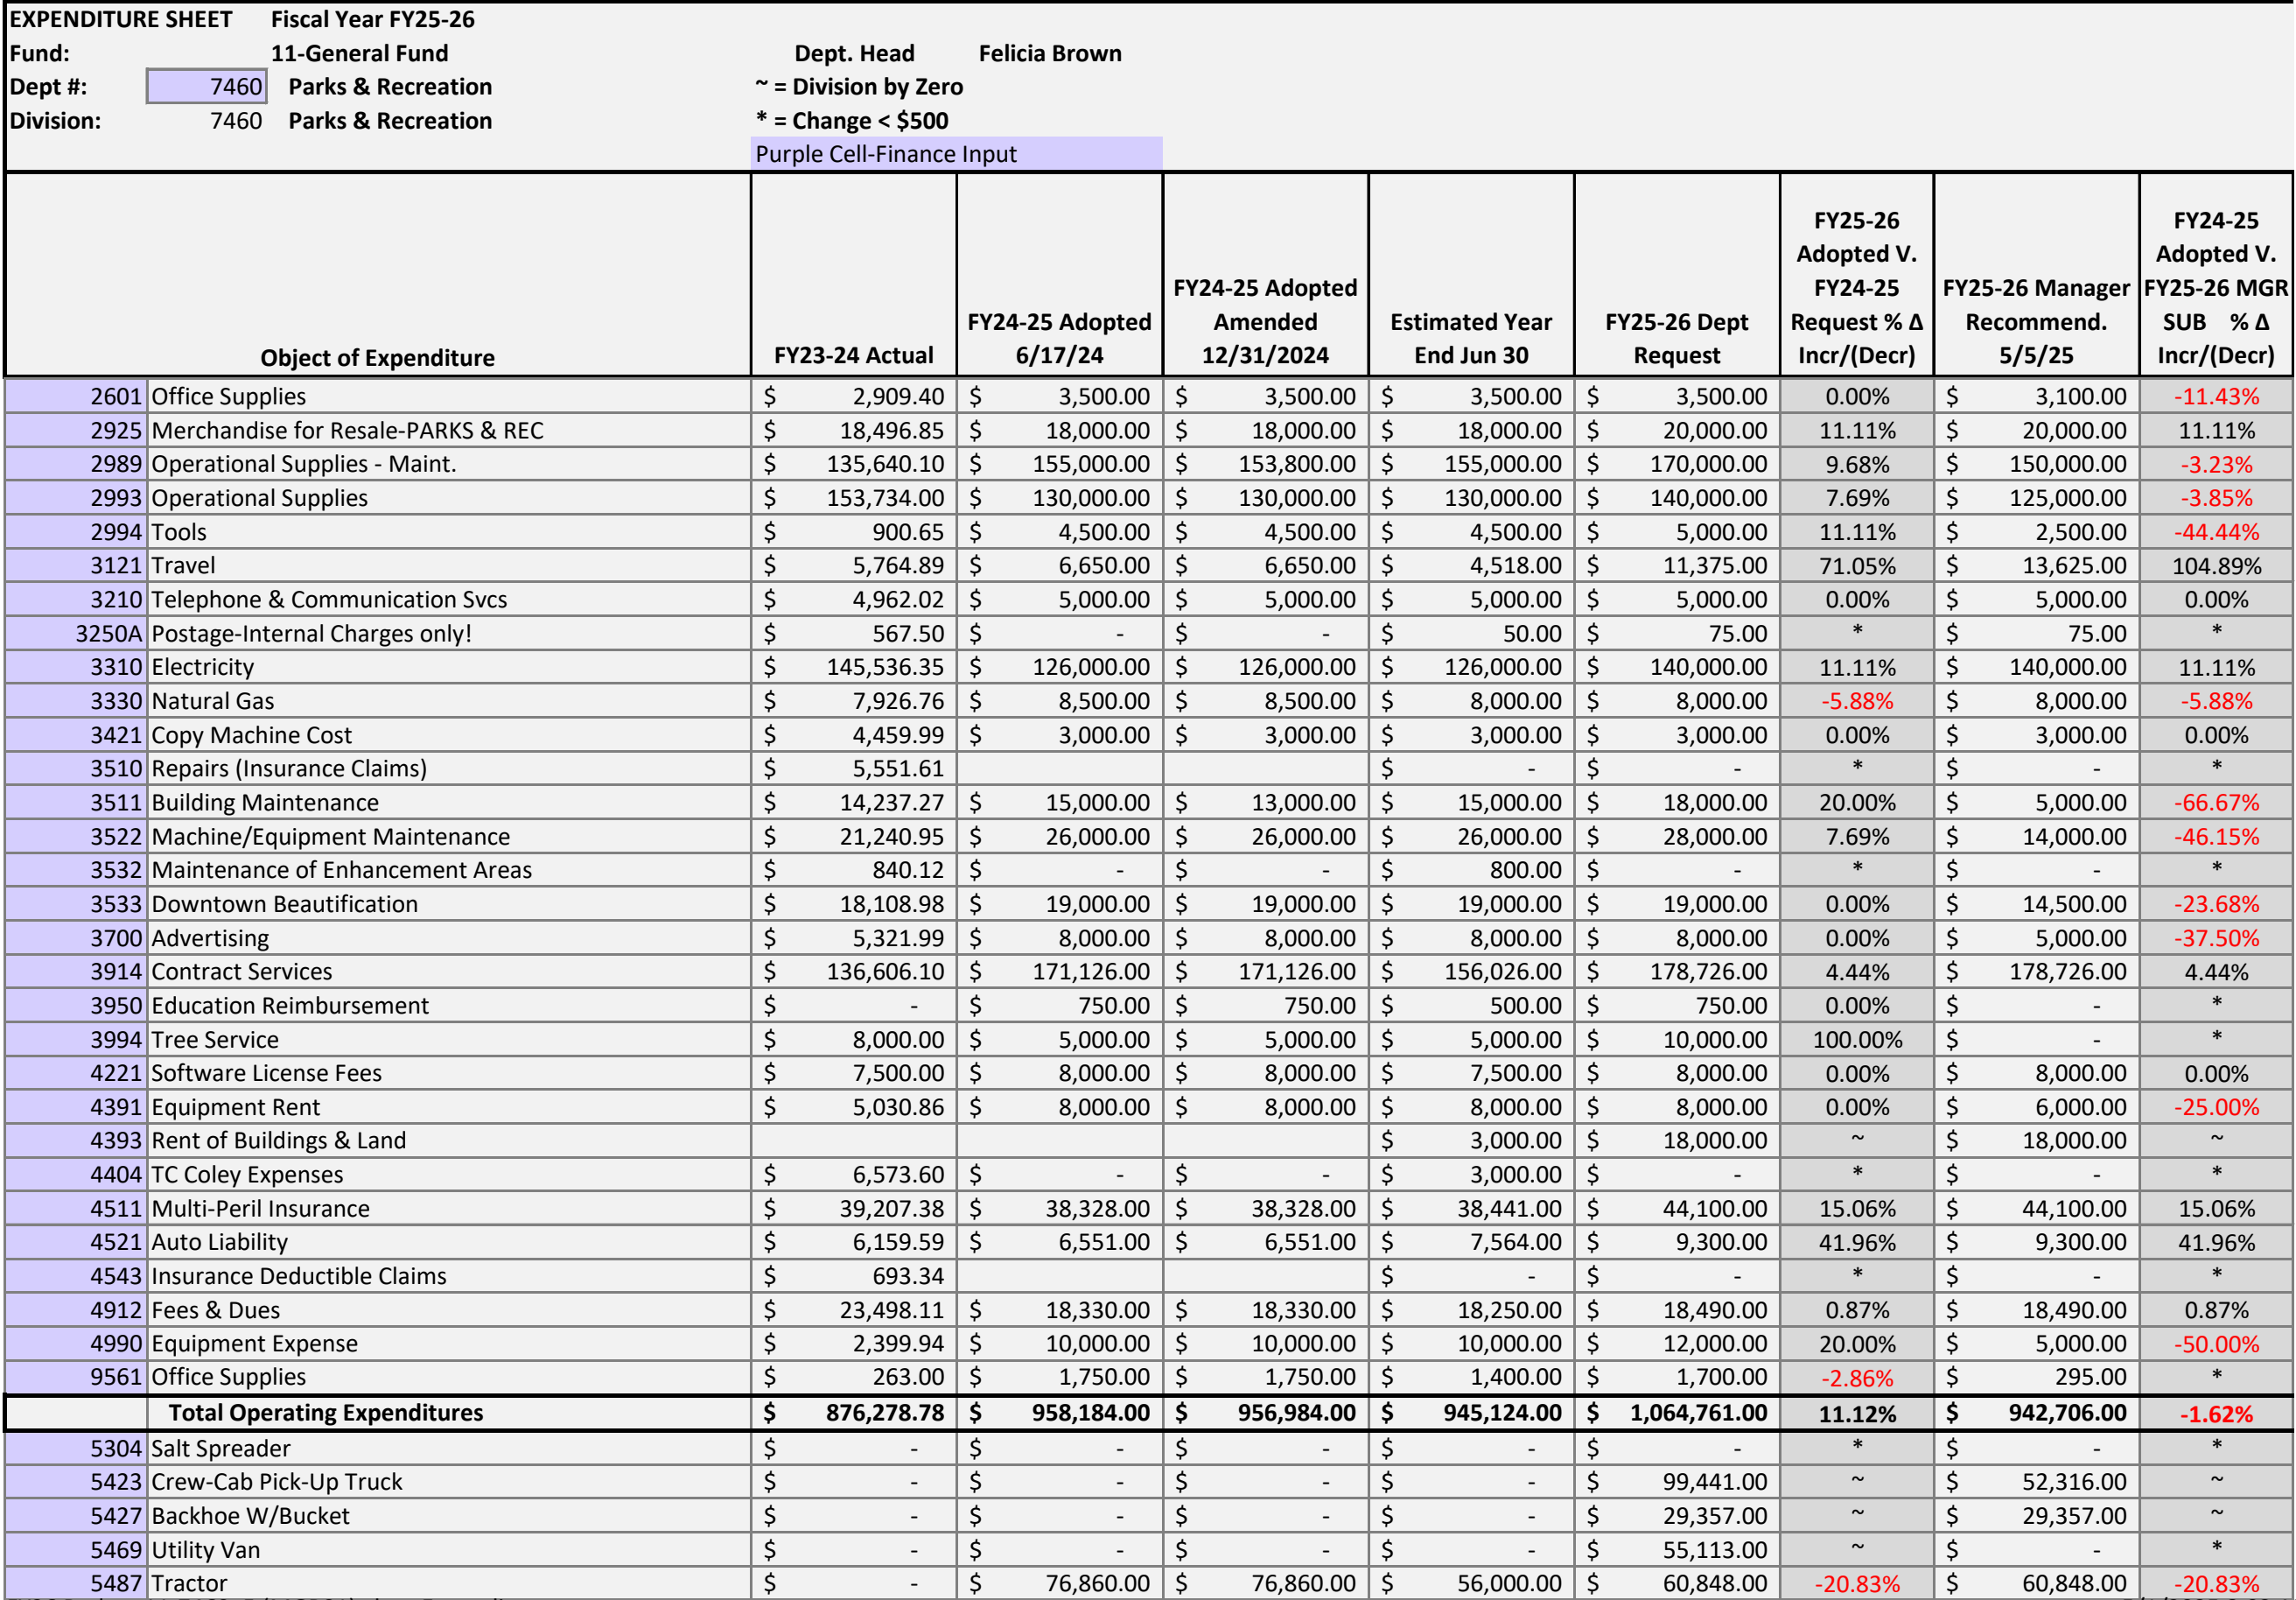 EXPENDITURE SHEET Fiscal Year FY25-26
Fund: 11-General Fund Dept. Head Felicia Brown
Dept #: 7460 Parks & Recreation ~ = Division by Zero
Division: 7460 Parks & Recreation * = Change < $500
Purple Cell-Finance Input
FY25-26 FY24-25
Adopted V. Adopted V.
FY24-25 Adopted FY24-25 FY25-26 Manager FY25-26 MGR
FY24-25 Adopted Amended Estimated Year FY25-26 Dept Request % Δ Recommend. SUB % Δ
Object of Expenditure FY23-24 Actual 6/17/24 12/31/2024 End Jun 30 Request Incr/(Decr) 5/5/25 Incr/(Decr)
2601 Office Supplies $ 2,909.40 $ 3,500.00 $ 3,500.00 $ 3,500.00 $ 3,500.00 0.00% $ 3,100.00 -11.43%
2925 Merchandise for Resale-PARKS & REC $ 18,496.85 $ 18,000.00 $ 18,000.00 $ 18,000.00 $ 20,000.00 11.11% $ 20,000.00 11.11%
2989 Operational Supplies - Maint. $ 135,640.10 $ 155,000.00 $ 153,800.00 $ 155,000.00 $ 170,000.00 9.68% $ 150,000.00 -3.23%
2993 Operational Supplies $ 153,734.00 $ 130,000.00 $ 130,000.00 $ 130,000.00 $ 140,000.00 7.69% $ 125,000.00 -3.85%
2994 Tools $ 900.65 $ 4,500.00 $ 4,500.00 $ 4,500.00 $ 5,000.00 11.11% $ 2,500.00 -44.44%
3121 Travel $ 5,764.89 $ 6,650.00 $ 6,650.00 $ 4,518.00 $ 11,375.00 71.05% $ 13,625.00 104.89%
3210 Telephone & Communication Svcs $ 4,962.02 $ 5,000.00 $ 5,000.00 $ 5,000.00 $ 5,000.00 0.00% $ 5,000.00 0.00%
3250A Postage-Internal Charges only! $ 567.50 $ - $ - $ 50.00 $ 75.00 * $ 75.00 *
3310 Electricity $ 145,536.35 $ 126,000.00 $ 126,000.00 $ 126,000.00 $ 140,000.00 11.11% $ 140,000.00 11.11%
3330 Natural Gas $ 7,926.76 $ 8,500.00 $ 8,500.00 $ 8,000.00 $ 8,000.00 -5.88% $ 8,000.00 -5.88%
3421 Copy Machine Cost $ 4,459.99 $ 3,000.00 $ 3,000.00 $ 3,000.00 $ 3,000.00 0.00% $ 3,000.00 0.00%
3510 Repairs (Insurance Claims) $ 5,551.61 $ - $ - * $ - *
3511 Building Maintenance $ 14,237.27 $ 15,000.00 $ 13,000.00 $ 15,000.00 $ 18,000.00 20.00% $ 5,000.00 -66.67%
3522 Machine/Equipment Maintenance $ 21,240.95 $ 26,000.00 $ 26,000.00 $ 26,000.00 $ 28,000.00 7.69% $ 14,000.00 -46.15%
3532 Maintenance of Enhancement Areas $ 840.12 $ - $ - $ 800.00 $ - * $ - *
3533 Downtown Beautification $ 18,108.98 $ 19,000.00 $ 19,000.00 $ 19,000.00 $ 19,000.00 0.00% $ 14,500.00 -23.68%
3700 Advertising $ 5,321.99 $ 8,000.00 $ 8,000.00 $ 8,000.00 $ 8,000.00 0.00% $ 5,000.00 -37.50%
3914 Contract Services $ 136,606.10 $ 171,126.00 $ 171,126.00 $ 156,026.00 $ 178,726.00 4.44% $ 178,726.00 4.44%
3950 Education Reimbursement $ - $ 750.00 $ 750.00 $ 500.00 $ 750.00 0.00% $ - *
3994 Tree Service $ 8,000.00 $ 5,000.00 $ 5,000.00 $ 5,000.00 $ 10,000.00 100.00% $ - *
4221 Software License Fees $ 7,500.00 $ 8,000.00 $ 8,000.00 $ 7,500.00 $ 8,000.00 0.00% $ 8,000.00 0.00%
4391 Equipment Rent $ 5,030.86 $ 8,000.00 $ 8,000.00 $ 8,000.00 $ 8,000.00 0.00% $ 6,000.00 -25.00%
4393 Rent of Buildings & Land $ 3,000.00 $ 18,000.00 ~ $ 18,000.00 ~
4404 TC Coley Expenses $ 6,573.60 $ - $ - $ 3,000.00 $ - * $ - *
4511 Multi-Peril Insurance $ 39,207.38 $ 38,328.00 $ 38,328.00 $ 38,441.00 $ 44,100.00 15.06% $ 44,100.00 15.06%
4521 Auto Liability $ 6,159.59 $ 6,551.00 $ 6,551.00 $ 7,564.00 $ 9,300.00 41.96% $ 9,300.00 41.96%
4543 Insurance Deductible Claims $ 693.34 $ - $ - * $ - *
4912 Fees & Dues $ 23,498.11 $ 18,330.00 $ 18,330.00 $ 18,250.00 $ 18,490.00 0.87% $ 18,490.00 0.87%
4990 Equipment Expense $ 2,399.94 $ 10,000.00 $ 10,000.00 $ 10,000.00 $ 12,000.00 20.00% $ 5,000.00 -50.00%
9561 Office Supplies $ 263.00 $ 1,750.00 $ 1,750.00 $ 1,400.00 $ 1,700.00 -2.86% $ 295.00 *
Total Operating Expenditures $ 876,278.78 $ 958,184.00 $ 956,984.00 $ 945,124.00 $ 1,064,761.00 11.12% $ 942,706.00 -1.62%
5304 Salt Spreader $ - $ - $ - $ - $ - * $ - *
5423 Crew-Cab Pick-Up Truck $ - $ - $ - $ - $ 99,441.00 ~ $ 52,316.00 ~
5427 Backhoe W/Bucket $ - $ - $ - $ - $ 29,357.00 ~ $ 29,357.00 ~
5469 Utility Van $ - $ - $ - $ - $ 55,113.00 ~ $ - *
5487 Tractor $ - $ 76,860.00 $ 76,860.00 $ 56,000.00 $ 60,848.00 -20.83% $ 60,848.00 -20.83%